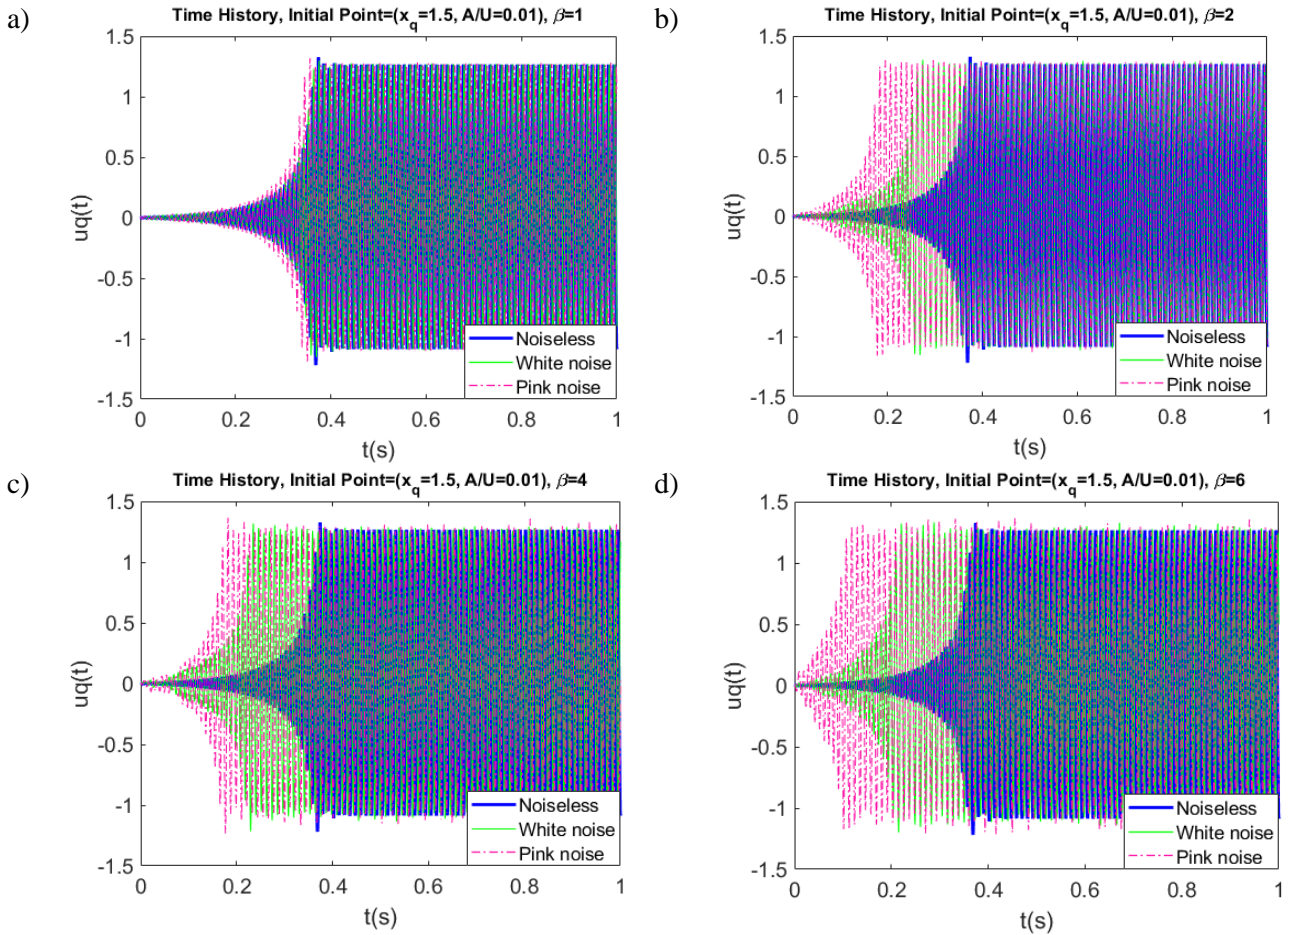 a)
Time History, Initial Point=(x_q=1.5, A/U=0.01), β=1
1.5
1
0.5
0
-0.5
-1
-1.5
uq(t)
0 0.2 0.4 0.6 0.8 1
t(s)
Noiseless
White noise
Pink noise
b)
Time History, Initial Point=(x_q=1.5, A/U=0.01), β=2
1.5
1
0.5
0
-0.5
-1
-1.5
uq(t)
0 0.2 0.4 0.6 0.8 1
t(s)
Noiseless
White noise
Pink noise
c)
Time History, Initial Point=(x_q=1.5, A/U=0.01), β=4
1.5
1
0.5
0
-0.5
-1
-1.5
uq(t)
0 0.2 0.4 0.6 0.8 1
t(s)
Noiseless
White noise
Pink noise
d)
Time History, Initial Point=(x_q=1.5, A/U=0.01), β=6
1.5
1
0.5
0
-0.5
-1
-1.5
uq(t)
0 0.2 0.4 0.6 0.8 1
t(s)
Noiseless
White noise
Pink noise